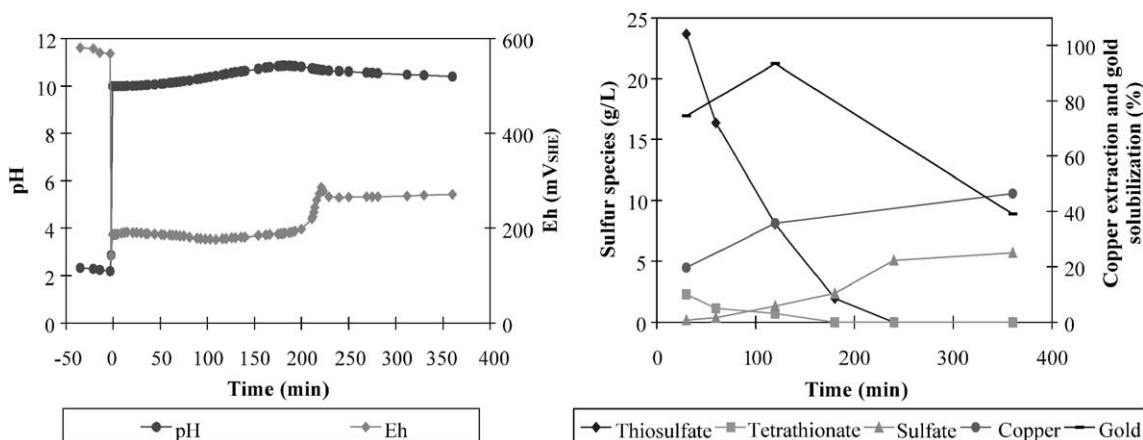 12
10
8
6
4
2
0
pH
600
400
200
0
Eh (mVSHE)
-50 0 50 100 150 200 250 300 350 400
Time (min)
pH Eh
25
20
15
10
5
0
Sulfur species (g/L)
100
80
60
40
20
0
Copper extraction and gold
solubilization (%)
0 100 200 300 400
Time (min)
Thiosulfate Tetrathionate Sulfate Copper Gold